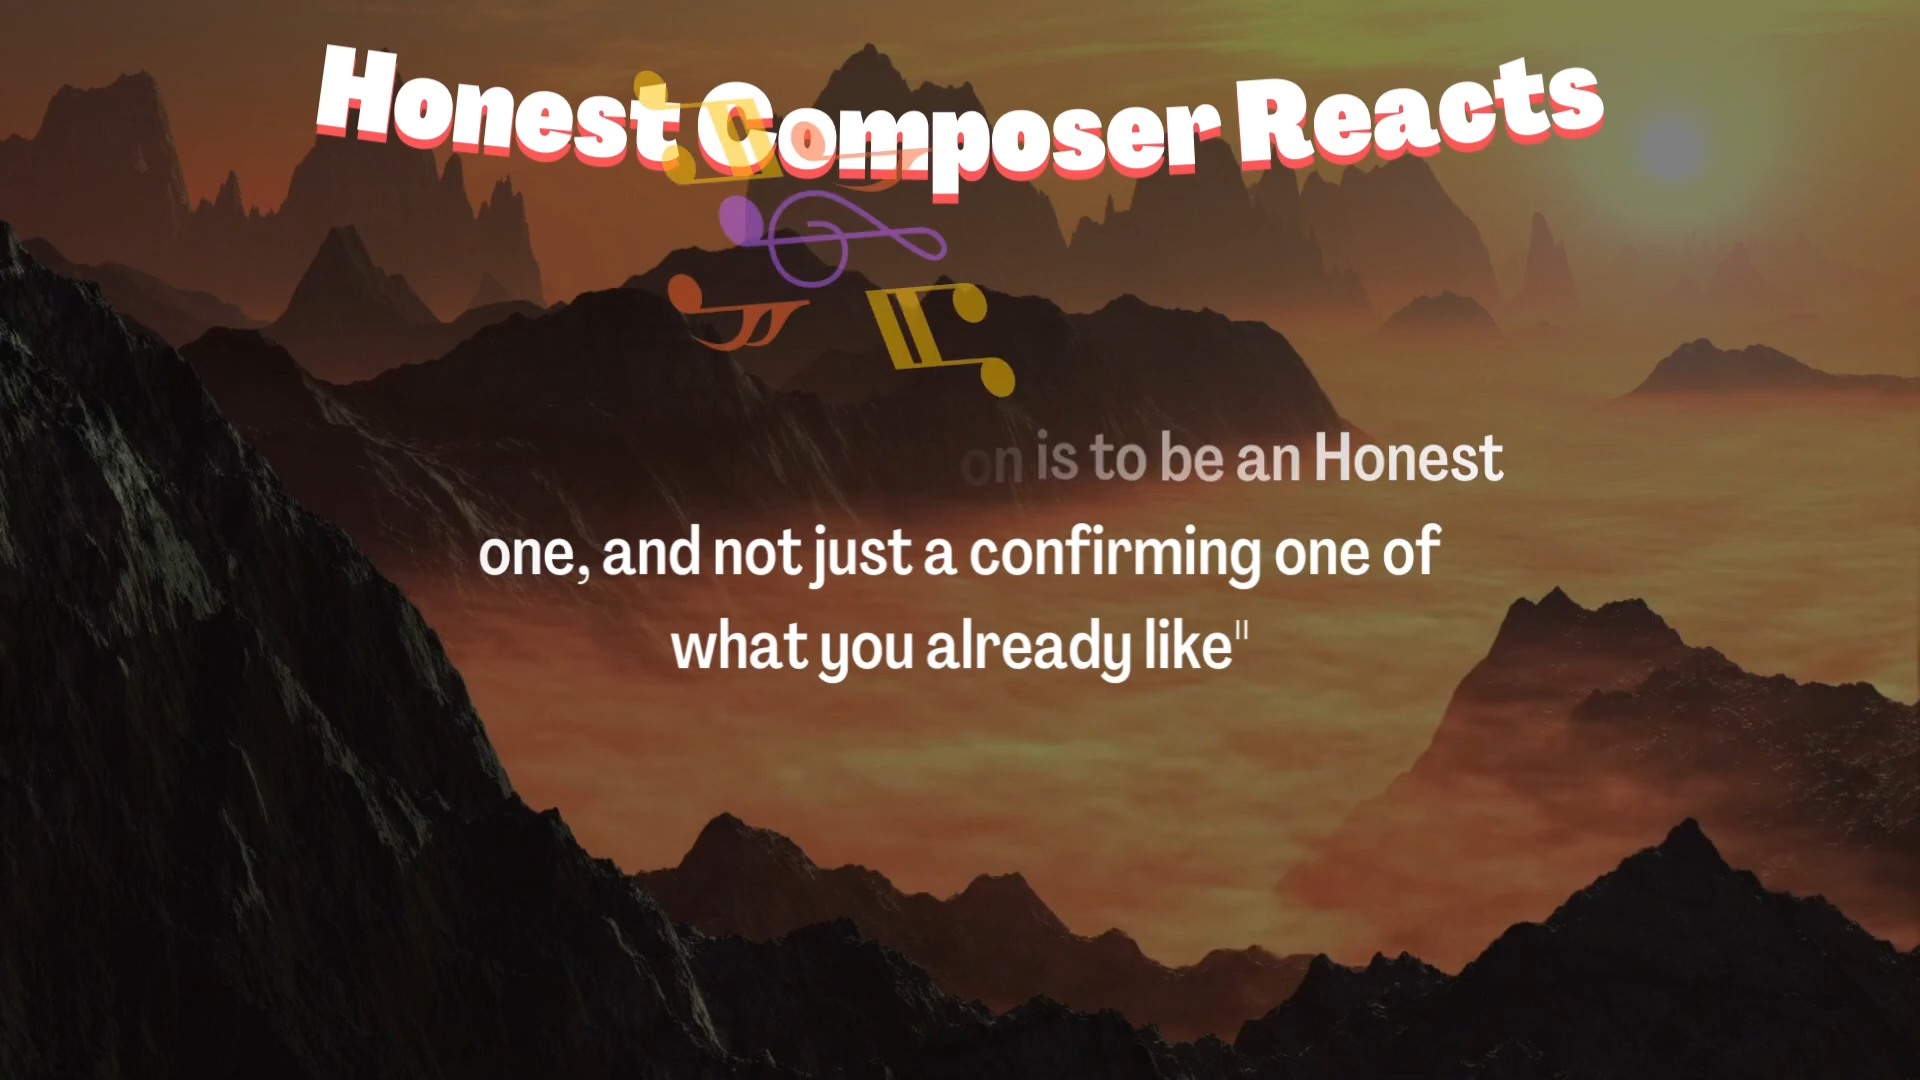 Honest Composer Reacts
on is to be an Honest
one, and not just a confirming one of
what you already like"